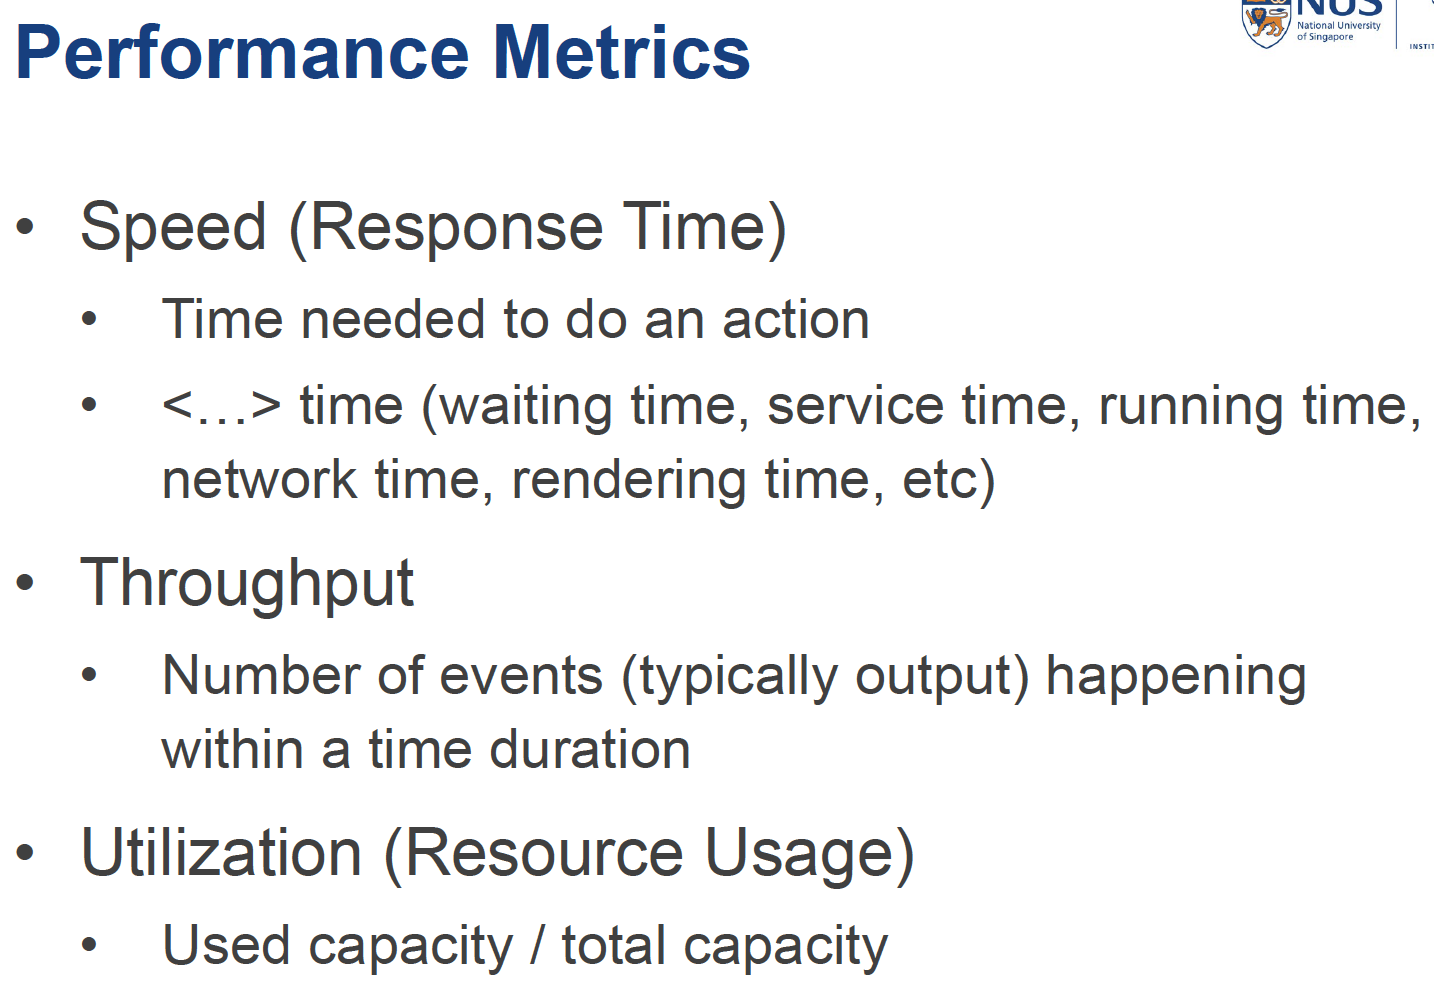 Performance Metrics
NUS
National University
of Singapore
• Speed (Response Time)
• Time needed to do an action
• <…> time (waiting time, service time, running time,
network time, rendering time, etc)
• Throughput
• Number of events (typically output) happening
within a time duration
• Utilization (Resource Usage)
• Used capacity / total capacity